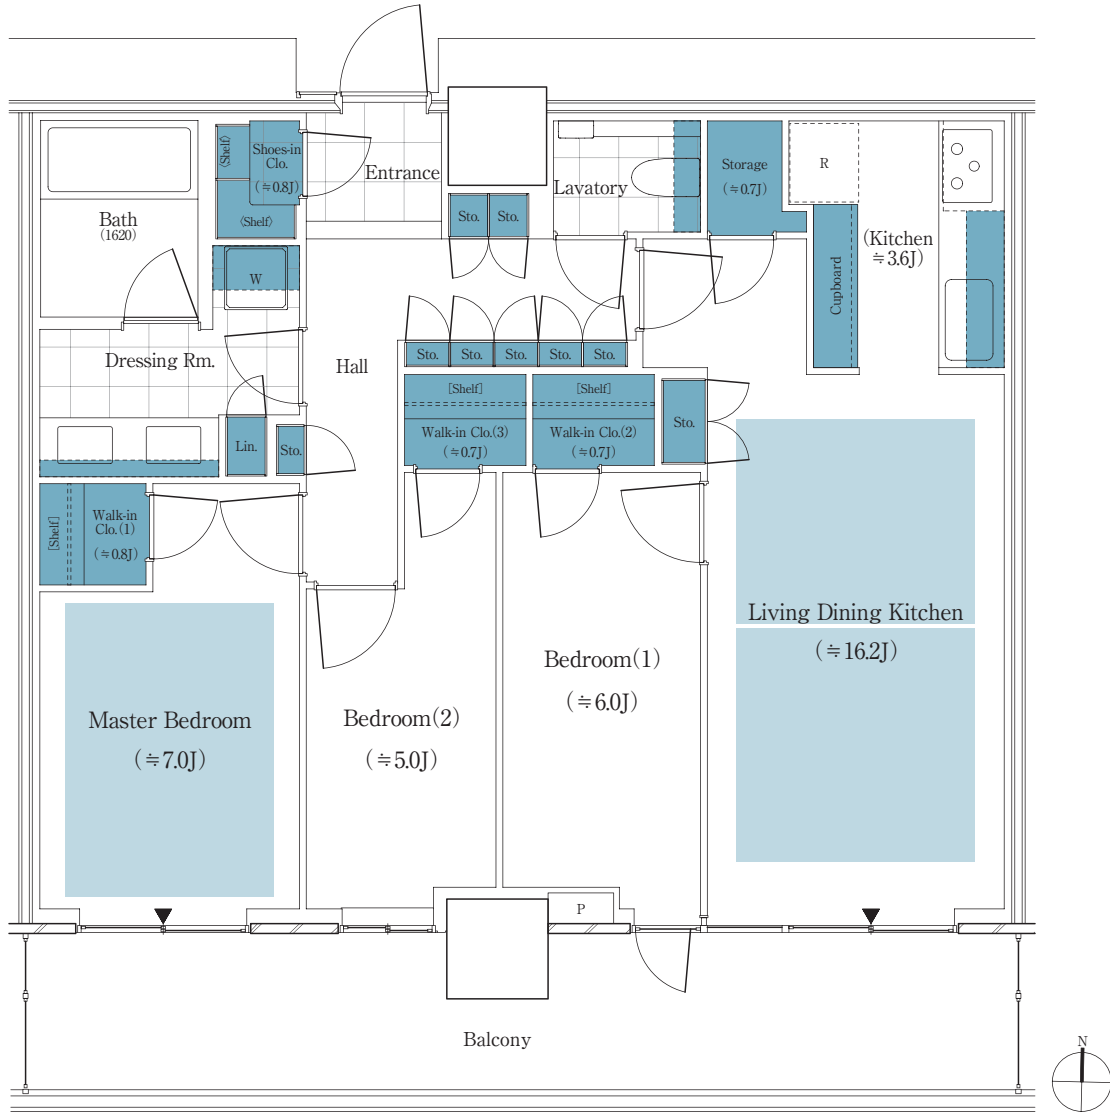 〈Shelf〉
Shoes-in
Clo.
(≒0.8J)
〈Shelf〉
Entrance
Bath
(1620)
W
Sto.
Sto.
Lavatory
Storage
(≒0.7J)
R
(Kitchen
≒3.6J)
Cupboard
Dressing Rm.
Hall
Sto.
Sto.
Sto.
Sto.
Sto.
[Shelf]
Walk-in Clo.(3)
(≒0.7J)
[Shelf]
Walk-in Clo.(2)
(≒0.7J)
Sto.
Lin.
Sto.
[Shelf]
Walk-in
Clo.(1)
(≒0.8J)
Living Dining Kitchen
(≒16.2J)
Bedroom(1)
(≒6.0J)
Bedroom(2)
(≒5.0J)
Master Bedroom
(≒7.0J)
P
Balcony
N